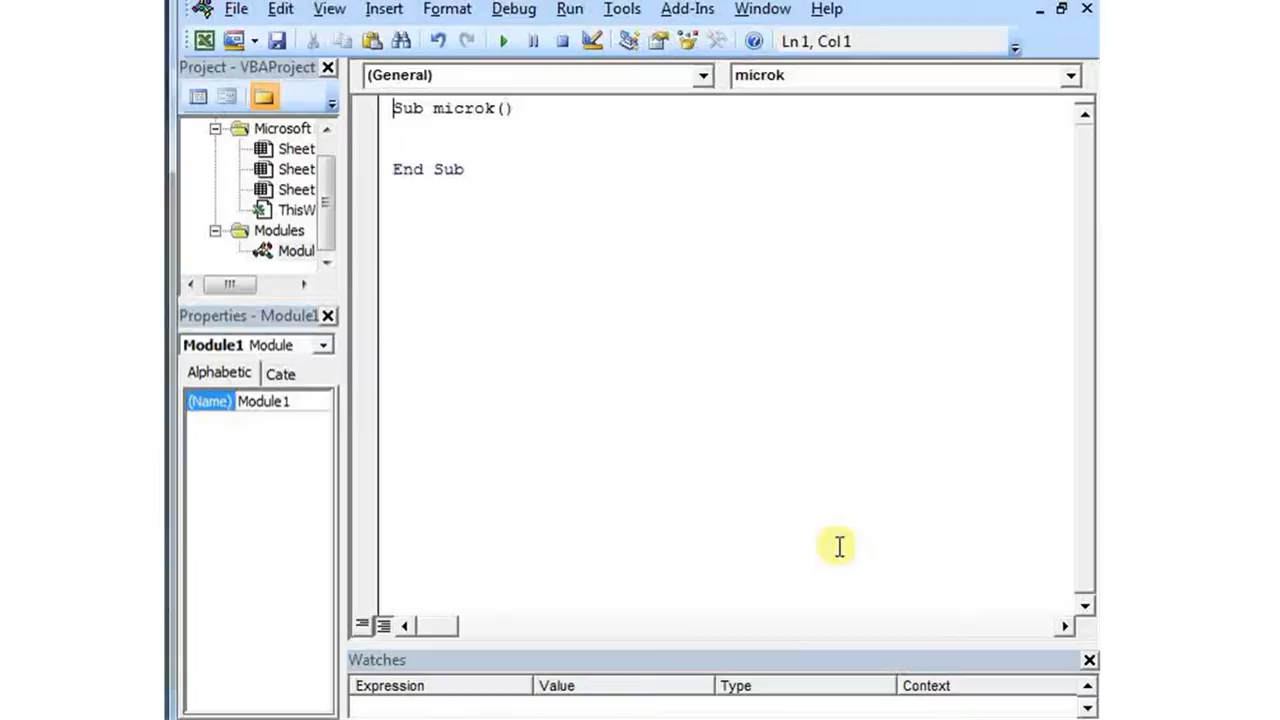 File Edit View Insert Format Debug Run Tools Add-Ins Window Help
Ln 1, Col 1
Project - VBAProject
(General)
microk
Microsoft
Sheet
Sheet
Sheet
ThisW
Modules
Modul
Sub microk()
End Sub
Properties - Module1
Module1 Module
Alphabetic Cate
(Name) Module1
Watches
Expression Value Type Context